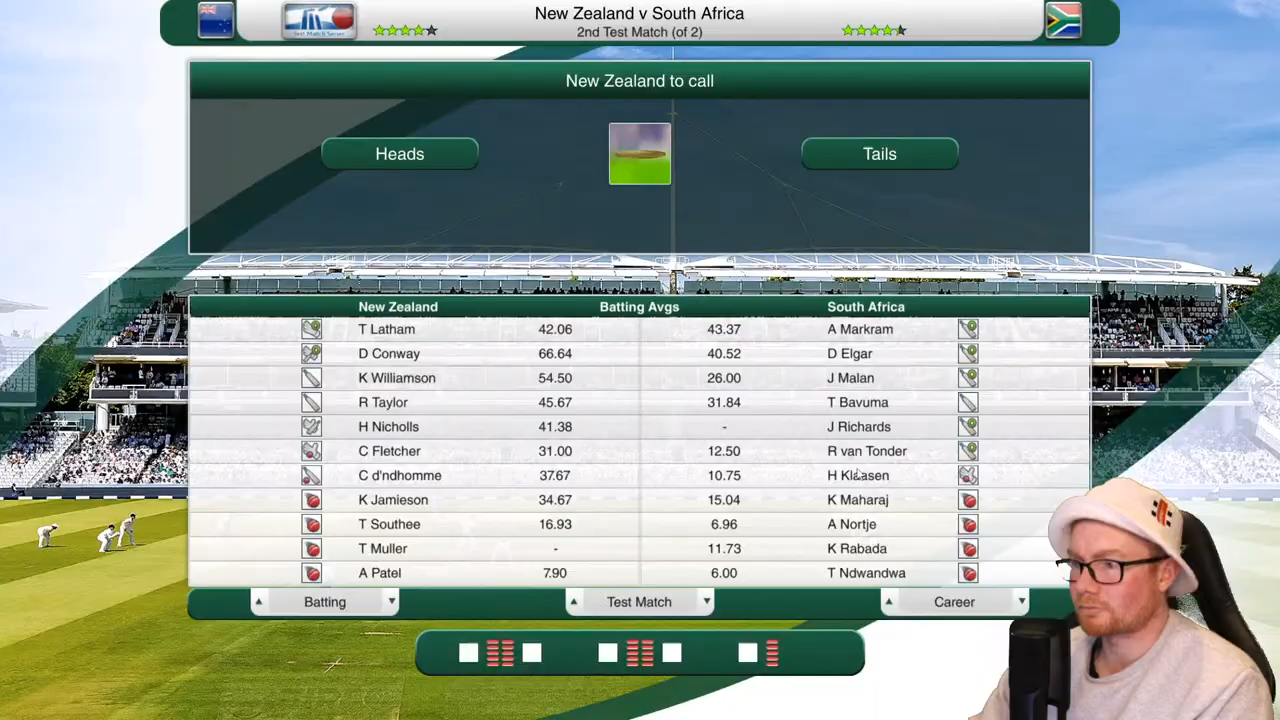 New Zealand v South Africa
2nd Test Match (of 2)
Test Match Series
New Zealand to call
Heads
Tails
New Zealand Batting Avgs South Africa
T Latham 42.06 43.37 A Markram
D Conway 66.64 40.52 D Elgar
K Williamson 54.50 26.00 J Malan
R Taylor 45.67 31.84 T Bavuma
H Nicholls 41.38 - J Richards
C Fletcher 31.00 12.50 R van Tonder
C d'ndhomme 37.67 10.75 H Klaasen
K Jamieson 34.67 15.04 K Maharaj
T Southee 16.93 6.96 A Nortje
T Muller - 11.73 K Rabada
A Patel 7.90 6.00 T Ndwandwa
Batting Test Match Career